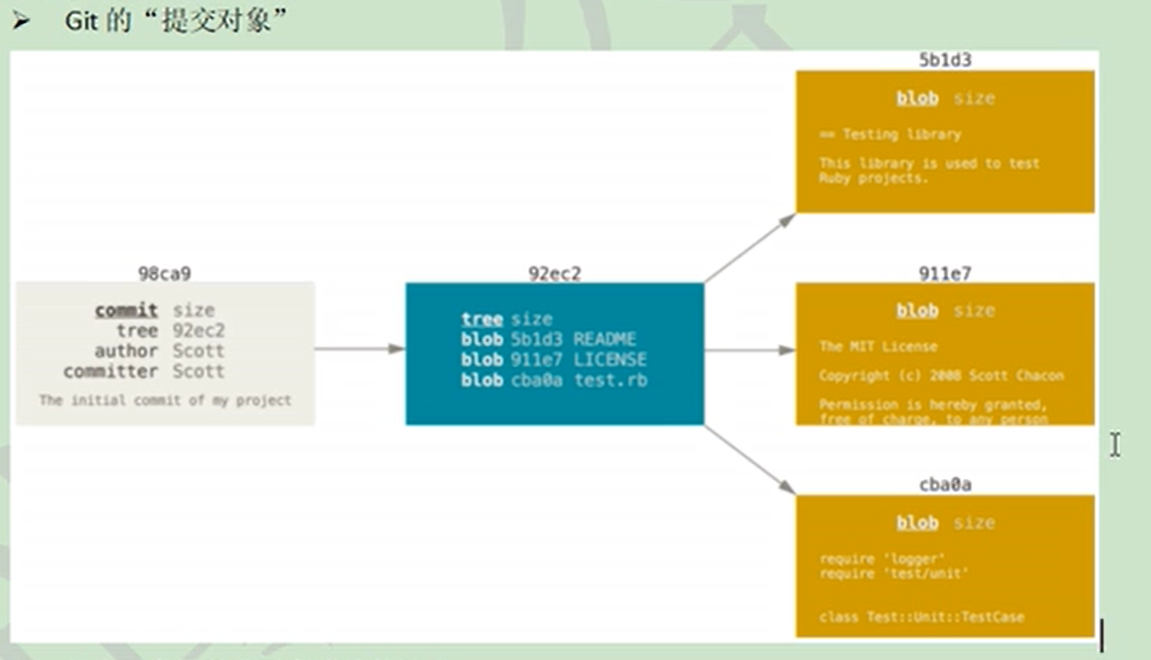 ➤ Git 的“提交对象”
5b1d3
blob size
== Testing library
This library is used to test
Ruby projects.
98ca9
commit size
tree 92ec2
author Scott
committer Scott
The initial commit of my project
92ec2
tree size
blob 5b1d3 README
blob 911e7 LICENSE
blob cba0a test.rb
911e7
blob size
The MIT License
Copyright (c) 2008 Scott Chacon
Permission is hereby granted,
free of charge, to any person
cba0a
blob size
require 'logger'
require 'test/unit'
class Test::Unit::TestCase